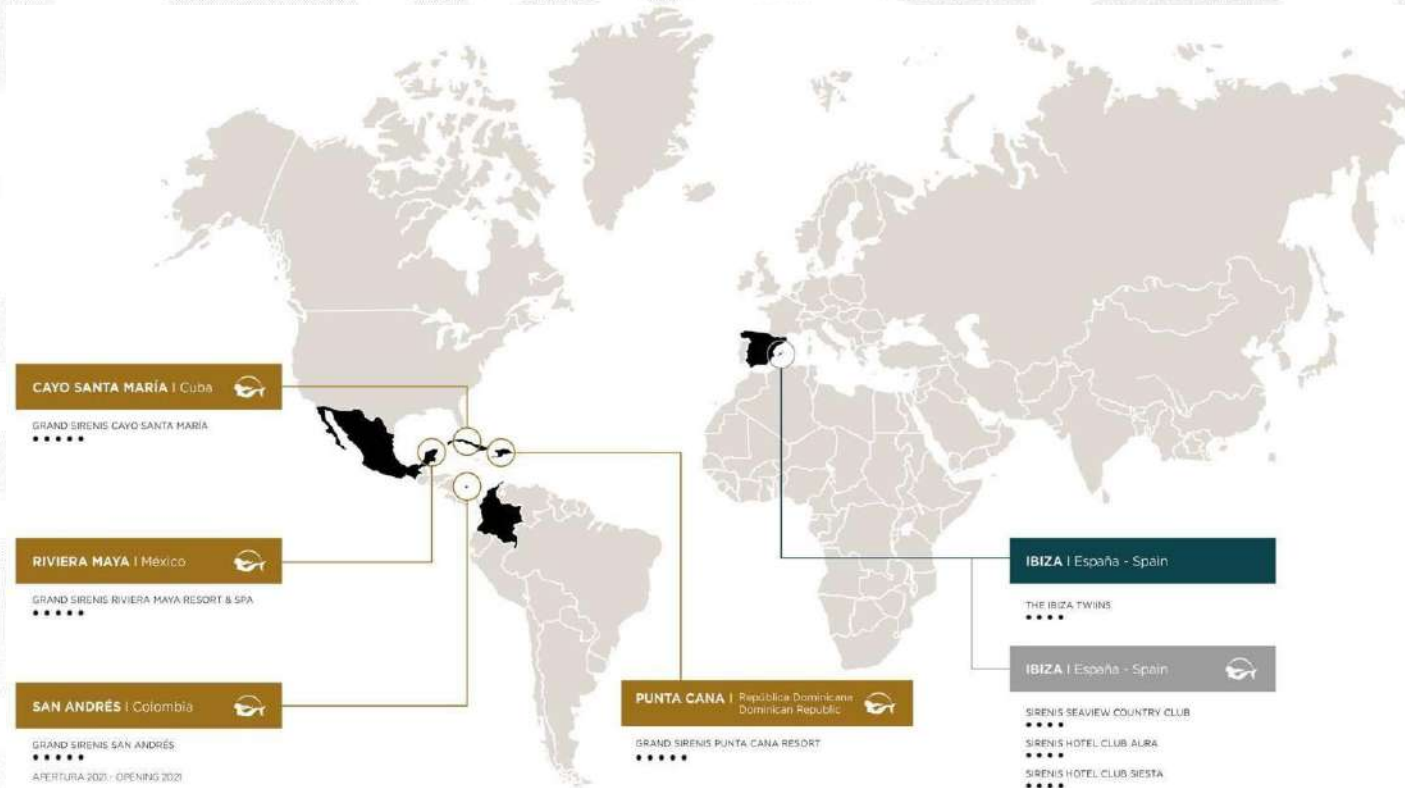 CAYO SANTA MARÍA | Cuba
GRAND SIRENIS CAYO SANTA MARÍA
RIVIERA MAYA | México
GRAND SIRENIS RIVIERA MAYA RESORT & SPA
SAN ANDRÉS | Colombia
GRAND SIRENIS SAN ANDRÉS
APERTURA 2021 - OPENING 2021
PUNTA CANA | República Dominicana
Dominican Republic
GRAND SIRENIS PUNTA CANA RESORT
IBIZA | España - Spain
THE IBIZA TWIINS
IBIZA | España - Spain
SIRENIS SEAVIEW COUNTRY CLUB
SIRENIS HOTEL CLUB AURA
SIRENIS HOTEL CLUB SIESTA